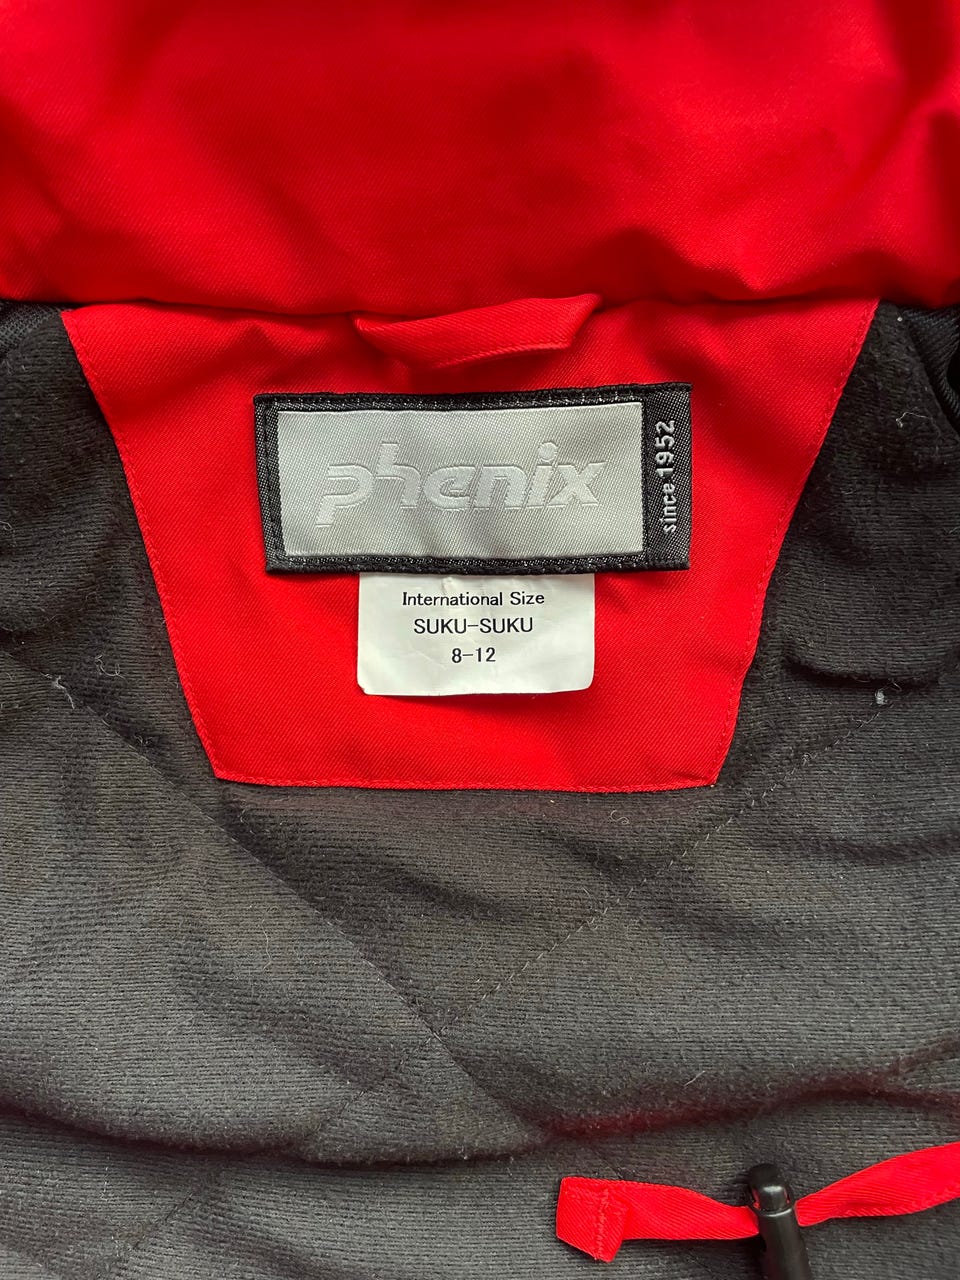 phenix
since 1952
International Size
SUKU-SUKU
8-12